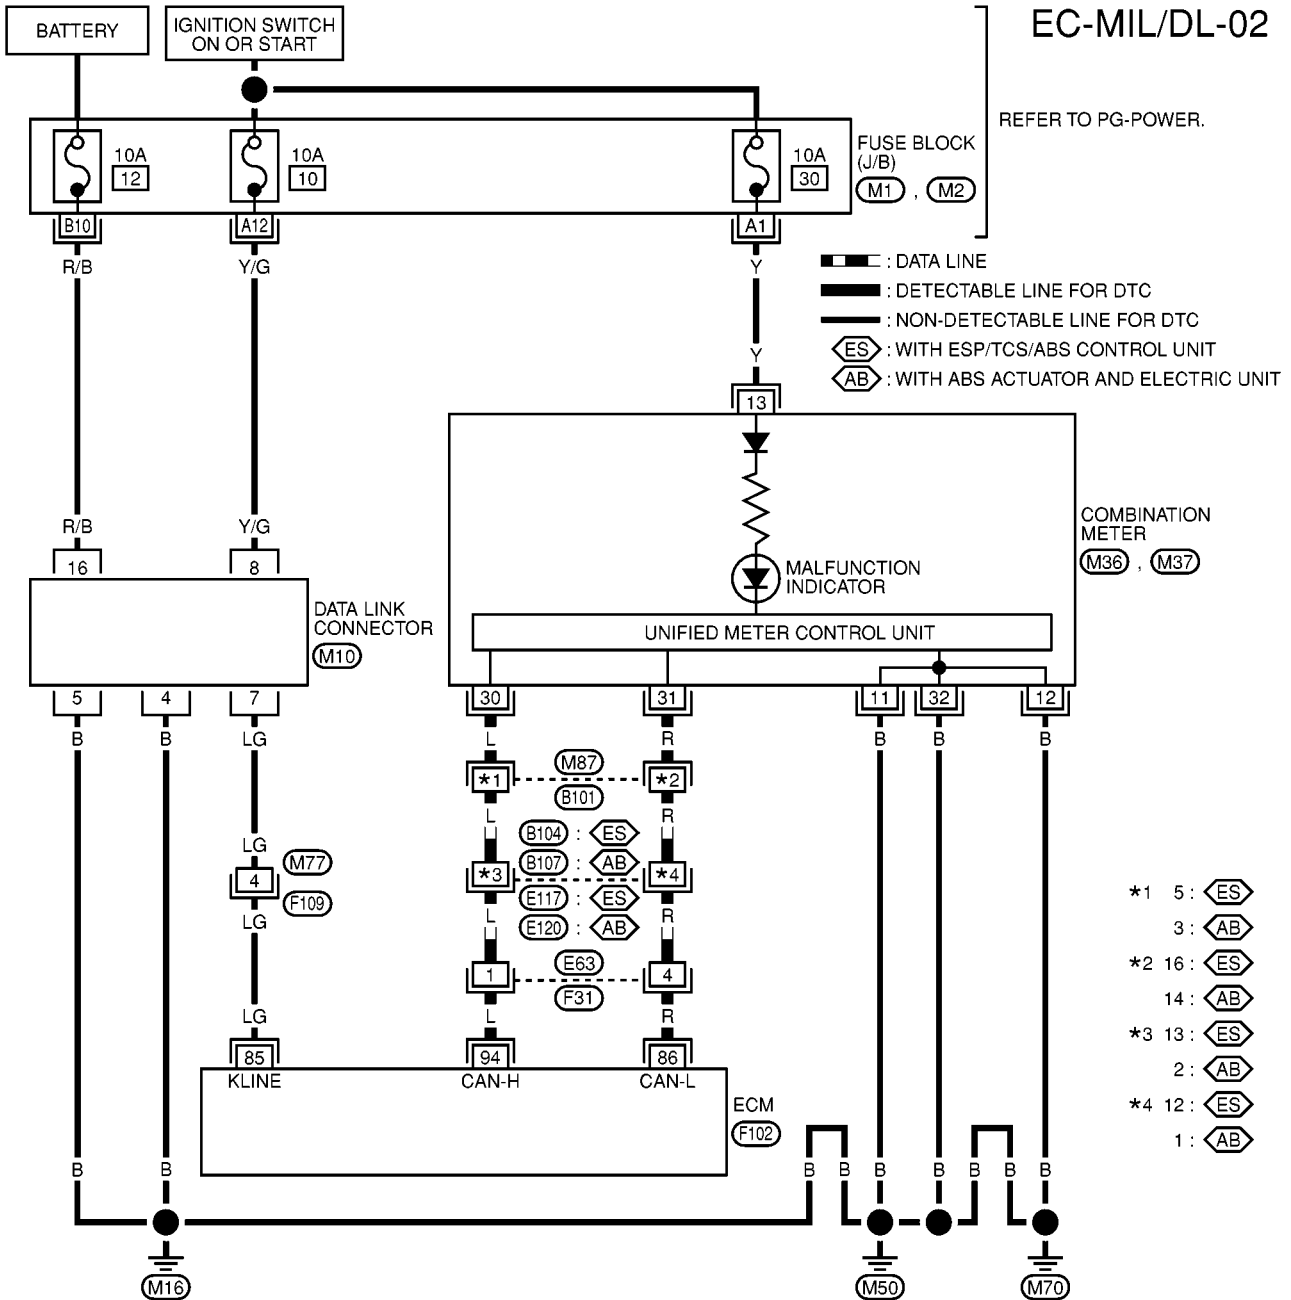 EC-MIL/DL-02
BATTERY
IGNITION SWITCH
ON OR START
REFER TO PG-POWER.
10A
12
10A
10
10A
30
FUSE BLOCK
(J/B)
M1 , M2
B10
A12
A1
R/B
Y/G
Y
: DATA LINE
: DETECTABLE LINE FOR DTC
: NON-DETECTABLE LINE FOR DTC
ES : WITH ESP/TCS/ABS CONTROL UNIT
AB : WITH ABS ACTUATOR AND ELECTRIC UNIT
Y
13
R/B
Y/G
16
8
COMBINATION
METER
M36 , M37
MALFUNCTION
INDICATOR
DATA LINK
CONNECTOR
M10
UNIFIED METER CONTROL UNIT
5
4
7
30
31
11
32
12
B
B
LG
L
R
B
B
B
M87
*1
*2
B101
L
R
LG
B104 : ES
B107 : AB
M77
4
F109
*3
*4
E117 : ES
E120 : AB
LG
L
R
E63
1
4
F31
LG
L
R
85
94
86
KLINE
CAN-H
CAN-L
ECM
F102
*1 5 : ES
3 : AB
*2 16 : ES
14 : AB
*3 13 : ES
2 : AB
*4 12 : ES
1 : AB
B
B
B
B
B
B
B
B
B
M16
M50
M70